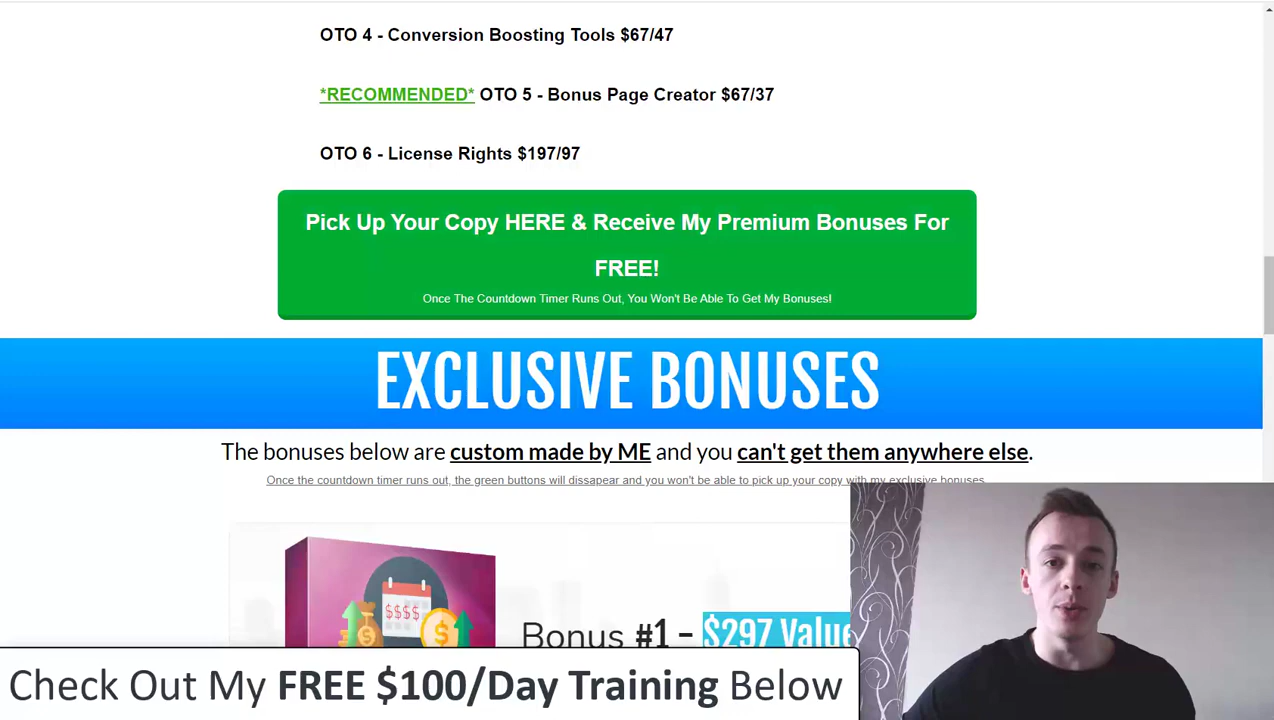 OTO 4 - Conversion Boosting Tools $67/47
*RECOMMENDED* OTO 5 - Bonus Page Creator $67/37
OTO 6 - License Rights $197/97
Pick Up Your Copy HERE & Receive My Premium Bonuses For
FREE!
Once The Countdown Timer Runs Out, You Won't Be Able To Get My Bonuses!
EXCLUSIVE BONUSES
The bonuses below are custom made by ME and you can't get them anywhere else.
Once the countdown timer runs out, the green buttons will dissapear and you won't be able to pick up your copy with my exclusive bonuses.
$$$$
$$$
Bonus #1 - $297 Value
Check Out My FREE $100/Day Training Below